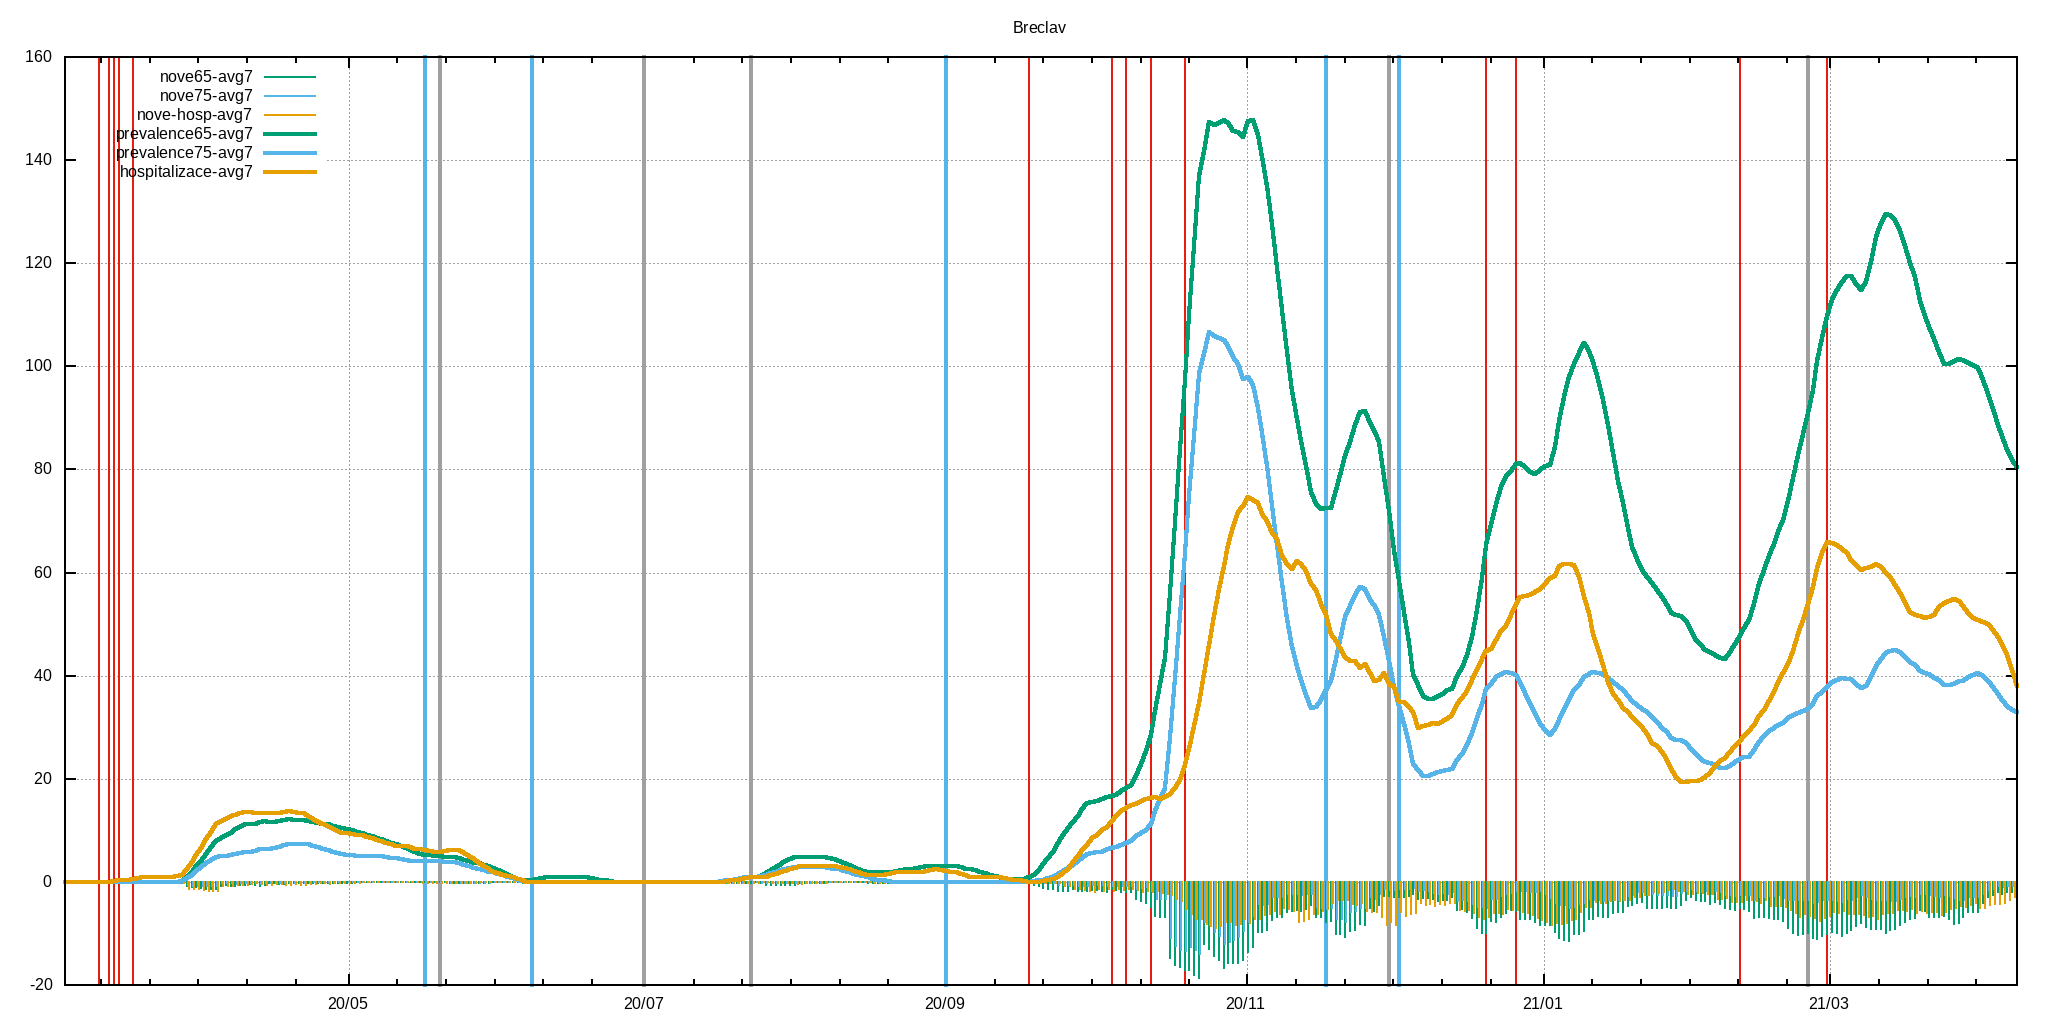 Breclav
160
140
120
100
80
60
40
20
0
-20
nove65-avg7
nove75-avg7
nove-hosp-avg7
prevalence65-avg7
prevalence75-avg7
hospitalizace-avg7
20/05 20/07 20/09 20/11 21/01 21/03